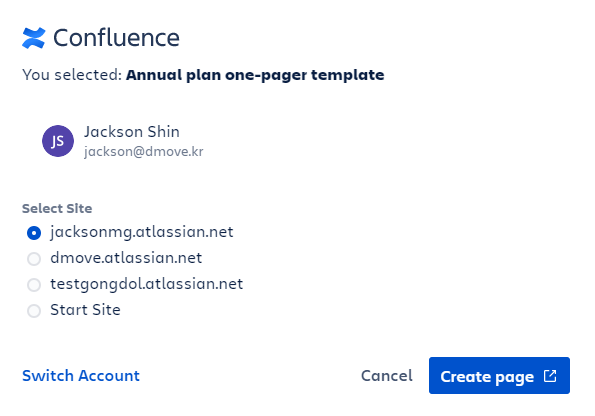 Confluence
You selected: Annual plan one-pager template
JS
Jackson Shin
jackson@dmove.kr
Select Site
jacksonmg.atlassian.net
dmove.atlassian.net
testgongdol.atlassian.net
Start Site
Switch Account
Cancel
Create page